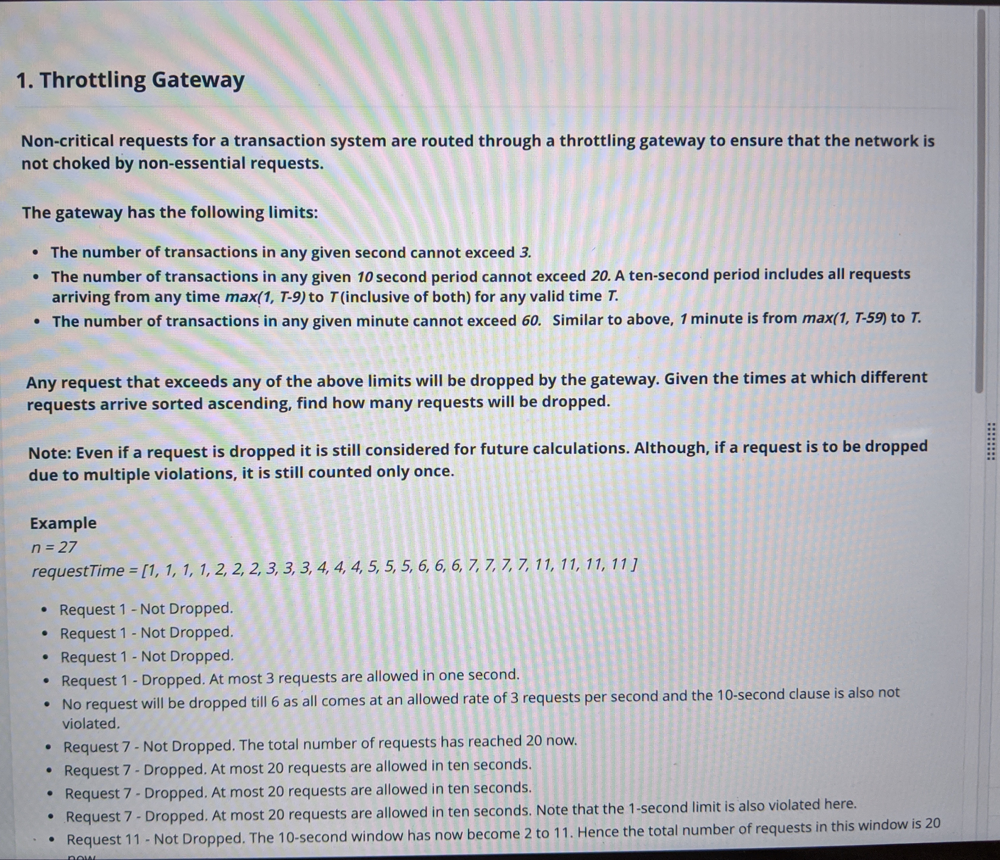 1. Throttling Gateway
Non-critical requests for a transaction system are routed through a throttling gateway to ensure that the network is
not choked by non-essential requests.
The gateway has the following limits:
• The number of transactions in any given second cannot exceed 3.
• The number of transactions in any given 10 second period cannot exceed 20. A ten-second period includes all requests
arriving from any time max(1, T-9) to T (inclusive of both) for any valid time T.
• The number of transactions in any given minute cannot exceed 60. Similar to above, 1 minute is from max(1, T-59) to T.
Any request that exceeds any of the above limits will be dropped by the gateway. Given the times at which different
requests arrive sorted ascending, find how many requests will be dropped.
Note: Even if a request is dropped it is still considered for future calculations. Although, if a request is to be dropped
due to multiple violations, it is still counted only once.
Example
n = 27
requestTime = [1, 1, 1, 1, 2, 2, 2, 3, 3, 3, 4, 4, 4, 5, 5, 5, 6, 6, 6, 7, 7, 7, 7, 11, 11, 11, 11 ]
• Request 1 - Not Dropped.
• Request 1 - Not Dropped.
• Request 1 - Not Dropped.
• Request 1 - Dropped. At most 3 requests are allowed in one second.
• No request will be dropped till 6 as all comes at an allowed rate of 3 requests per second and the 10-second clause is also not
violated.
• Request 7 - Not Dropped. The total number of requests has reached 20 now.
• Request 7 - Dropped. At most 20 requests are allowed in ten seconds.
• Request 7 - Dropped. At most 20 requests are allowed in ten seconds.
• Request 7 - Dropped. At most 20 requests are allowed in ten seconds. Note that the 1-second limit is also violated here.
• Request 11 - Not Dropped. The 10-second window has now become 2 to 11. Hence the total number of requests in this window is 20
now.